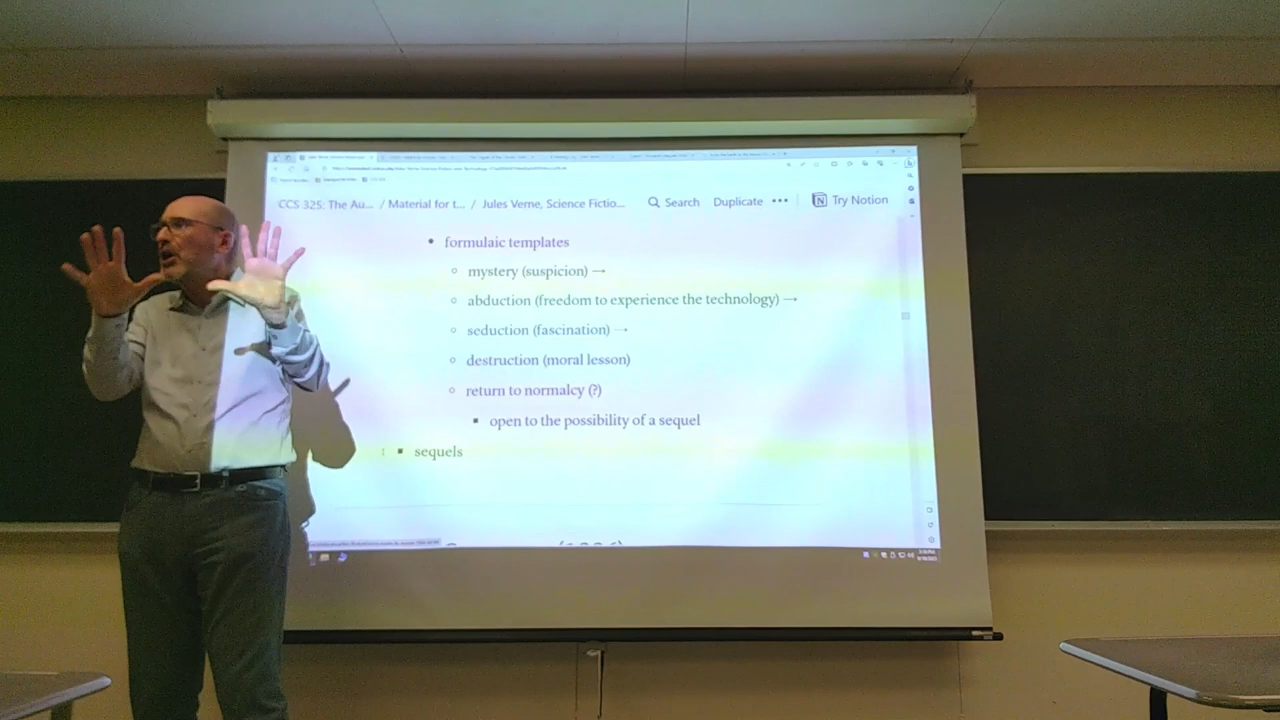 CCS 325: The Au... / Material for t... / Jules Verne, Science Fictio... Search Duplicate ••• Try Notion
• formulaic templates
◦ mystery (suspicion) →
◦ abduction (freedom to experience the technology) →
◦ seduction (fascination) →
◦ destruction (moral lesson)
◦ return to normalcy (?)
▪ open to the possibility of a sequel
▪ sequels